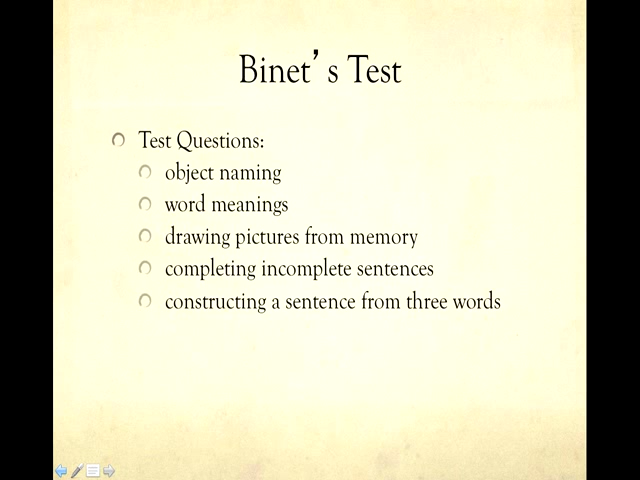 Binet’s Test
Test Questions:
object naming
word meanings
drawing pictures from memory
completing incomplete sentences
constructing a sentence from three words